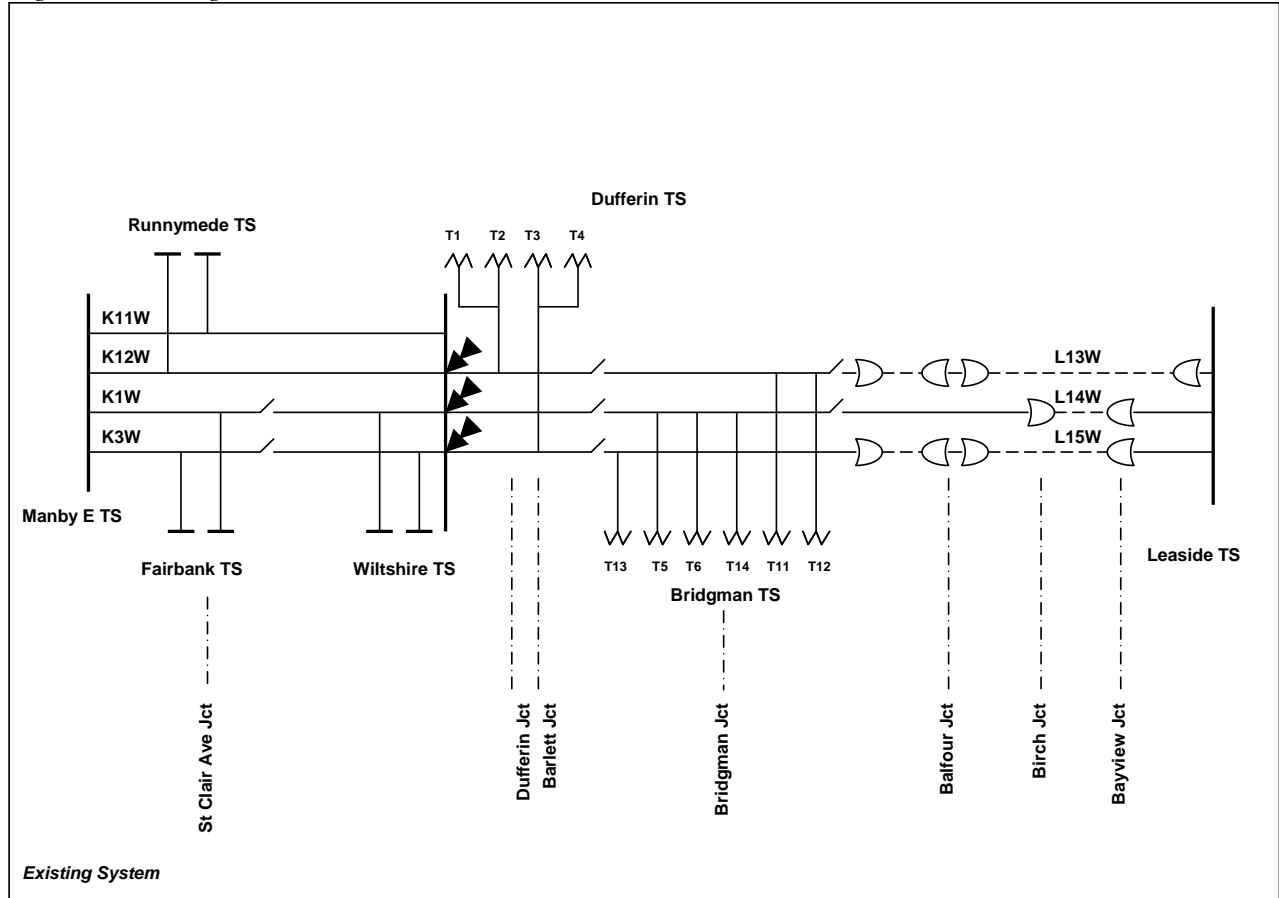 Dufferin TS
Runnymede TS
T1
T2
T3
T4
K11W
K12W
K1W
K3W
L13W
L14W
L15W
Manby E TS
Fairbank TS
Wiltshire TS
T13
T5
T6
T14
T11
T12
Bridgman TS
Leaside TS
St Clair Ave Jct
Dufferin Jct
Barlett Jct
Bridgman Jct
Balfour Jct
Birch Jct
Bayview Jct
Existing System